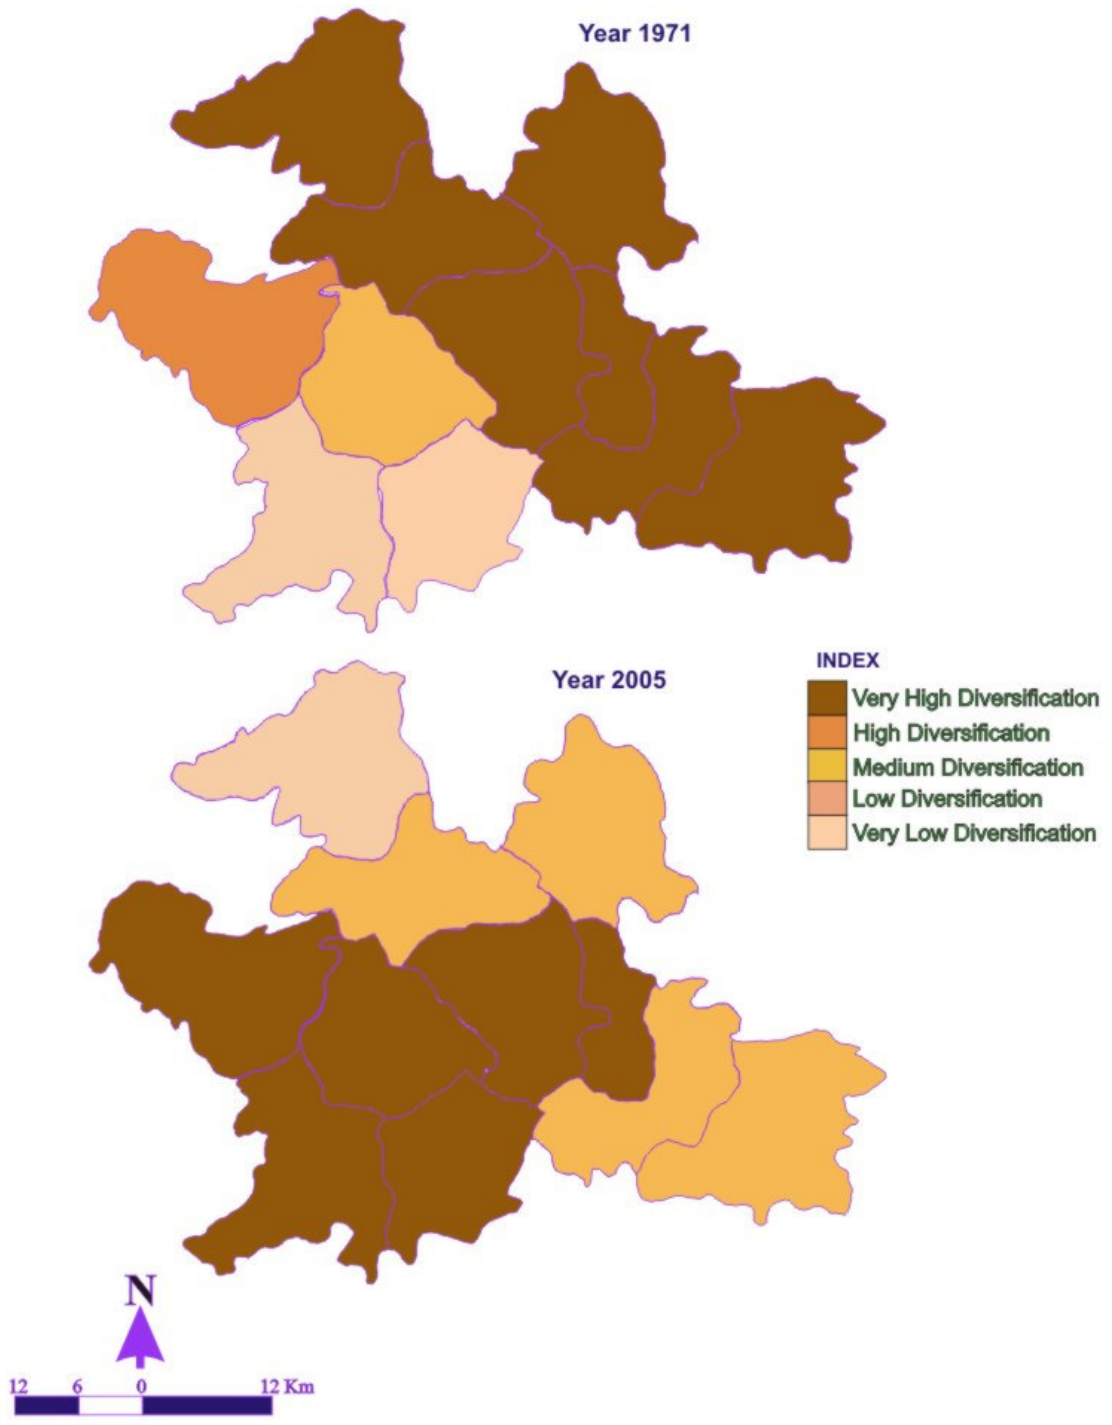 Year 1971
Year 2005
INDEX
Very High Diversification
High Diversification
Medium Diversification
Low Diversification
Very Low Diversification
N
12 6 0 12 Km